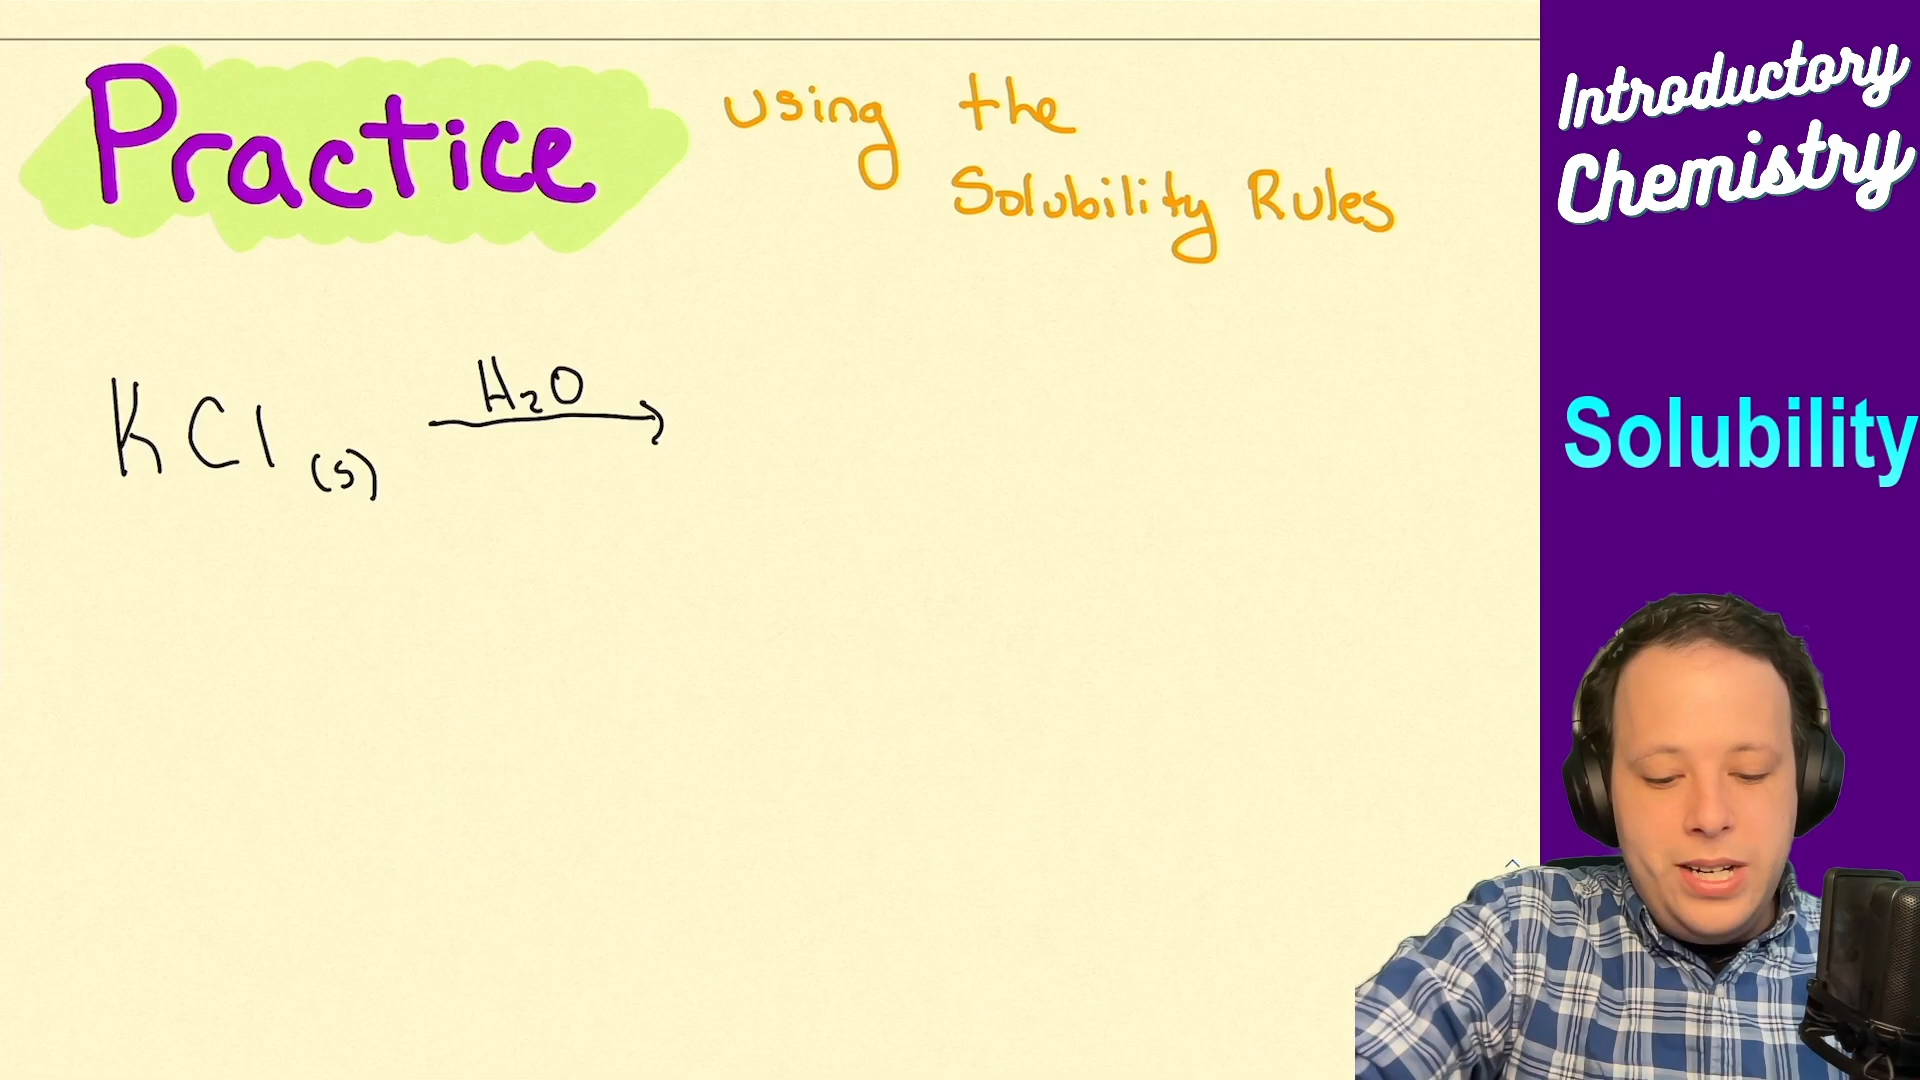 Practice
using the
Solubility Rules
H₂O
KCl (s) ⟶
Introductory
Chemistry
Solubility